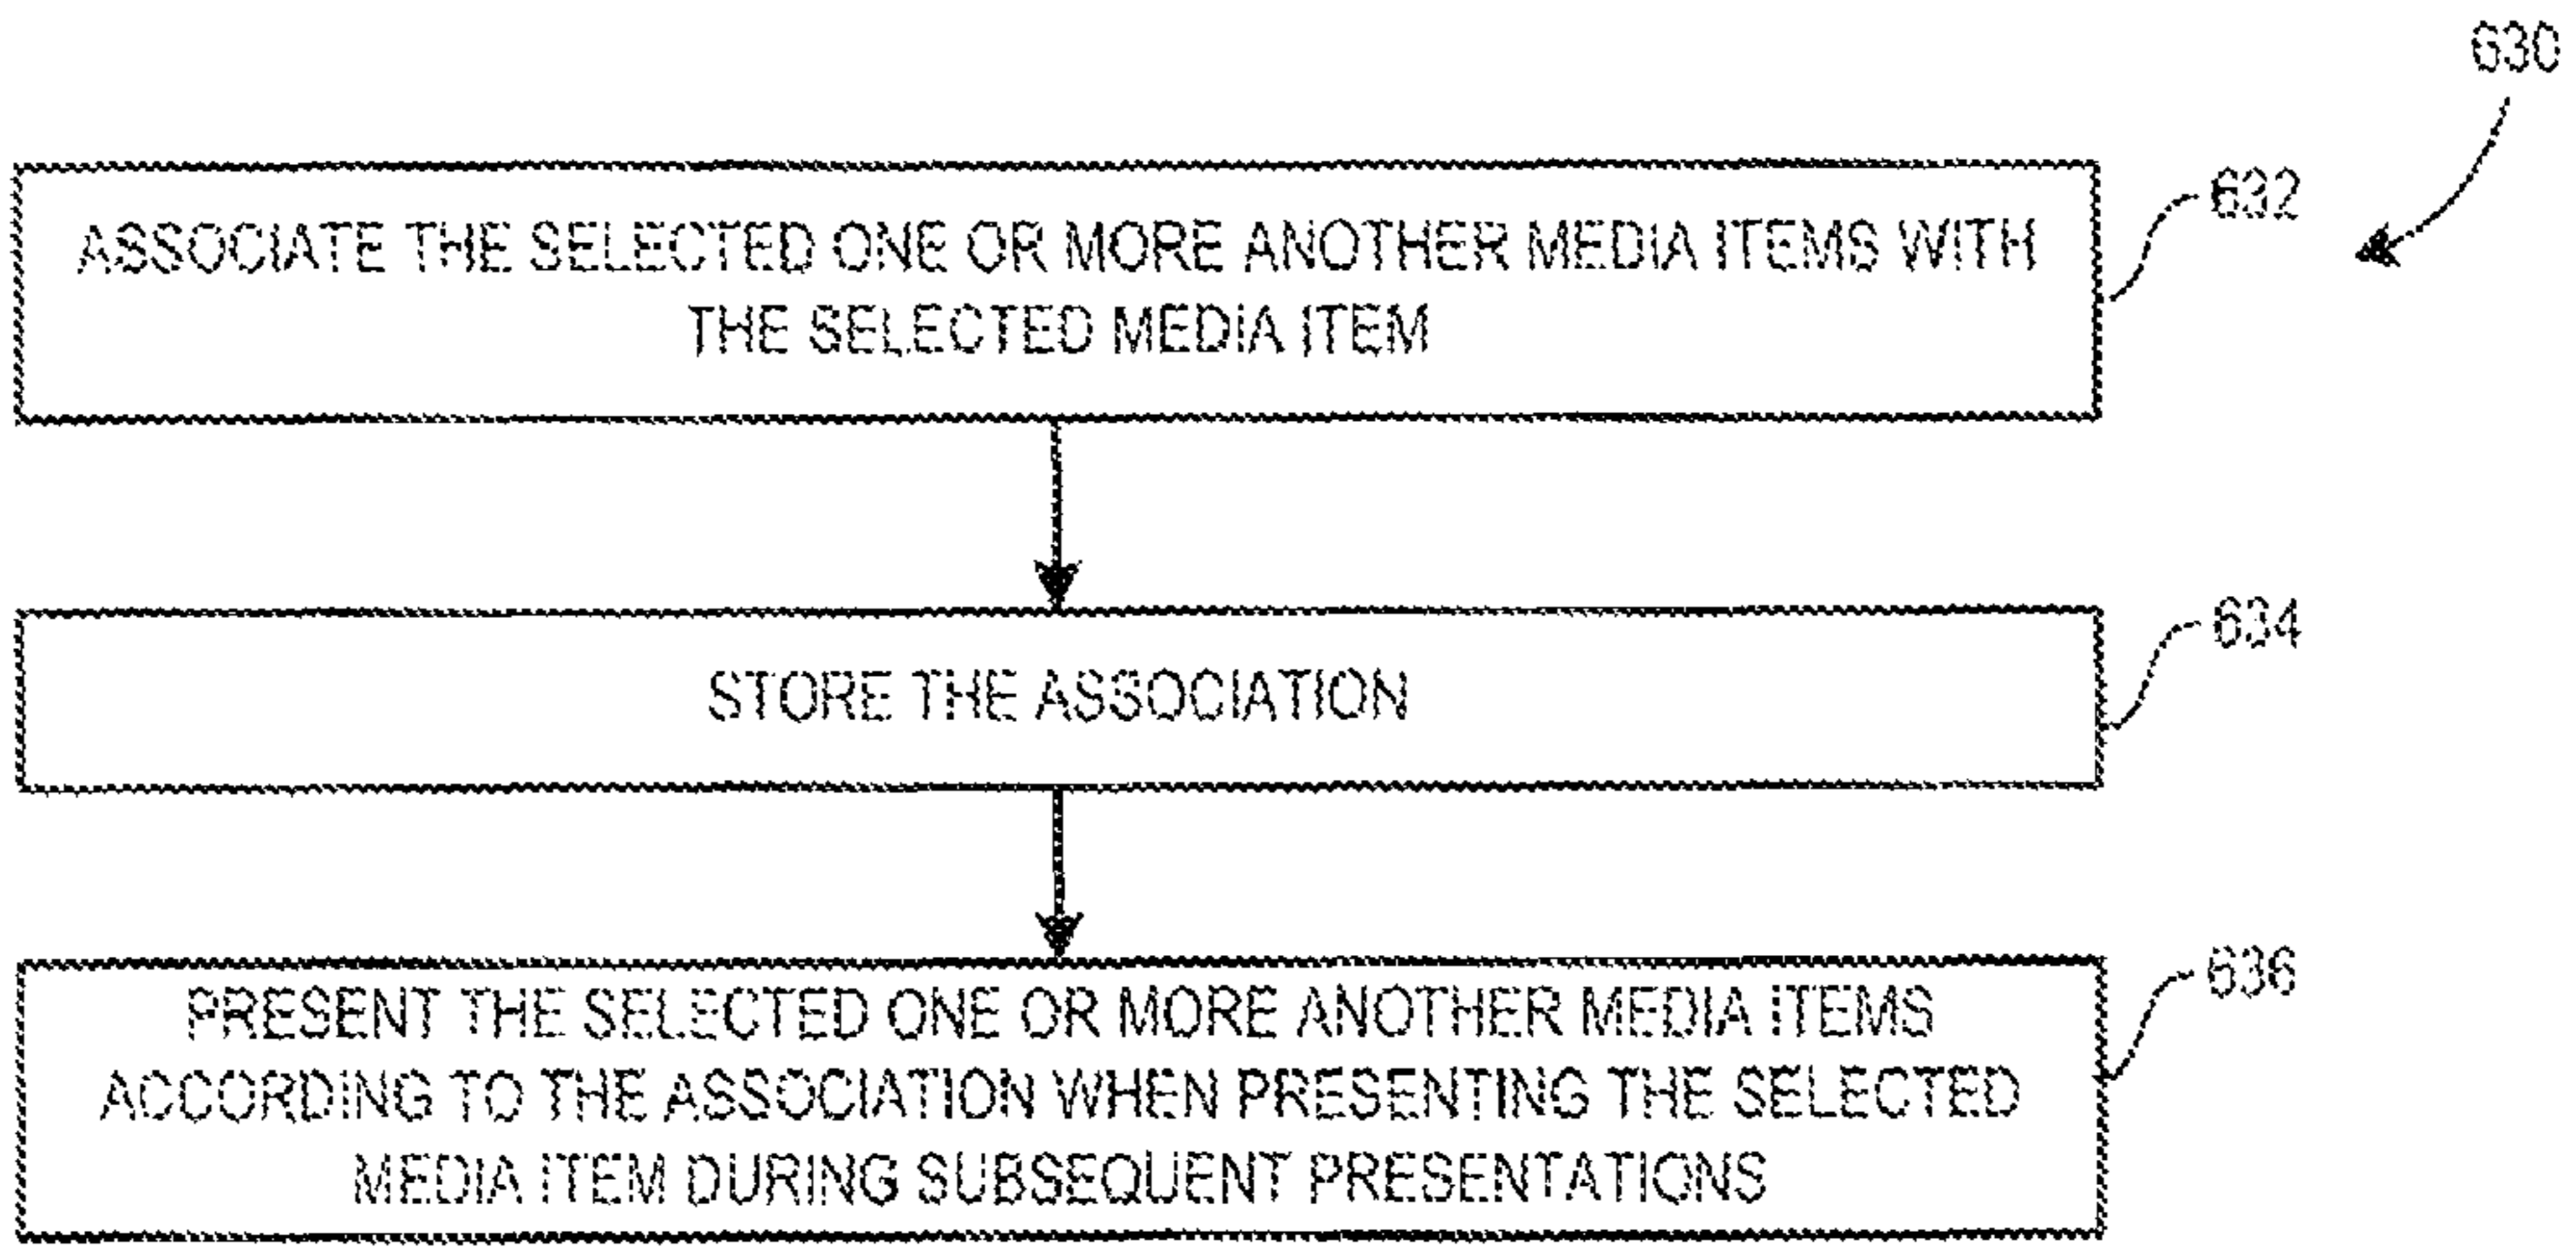 630
632
ASSOCIATE THE SELECTED ONE OR MORE ANOTHER MEDIA ITEMS WITH
THE SELECTED MEDIA ITEM
634
STORE THE ASSOCIATION
636
PRESENT THE SELECTED ONE OR MORE ANOTHER MEDIA ITEMS
ACCORDING TO THE ASSOCIATION WHEN PRESENTING THE SELECTED
MEDIA ITEM DURING SUBSEQUENT PRESENTATIONS